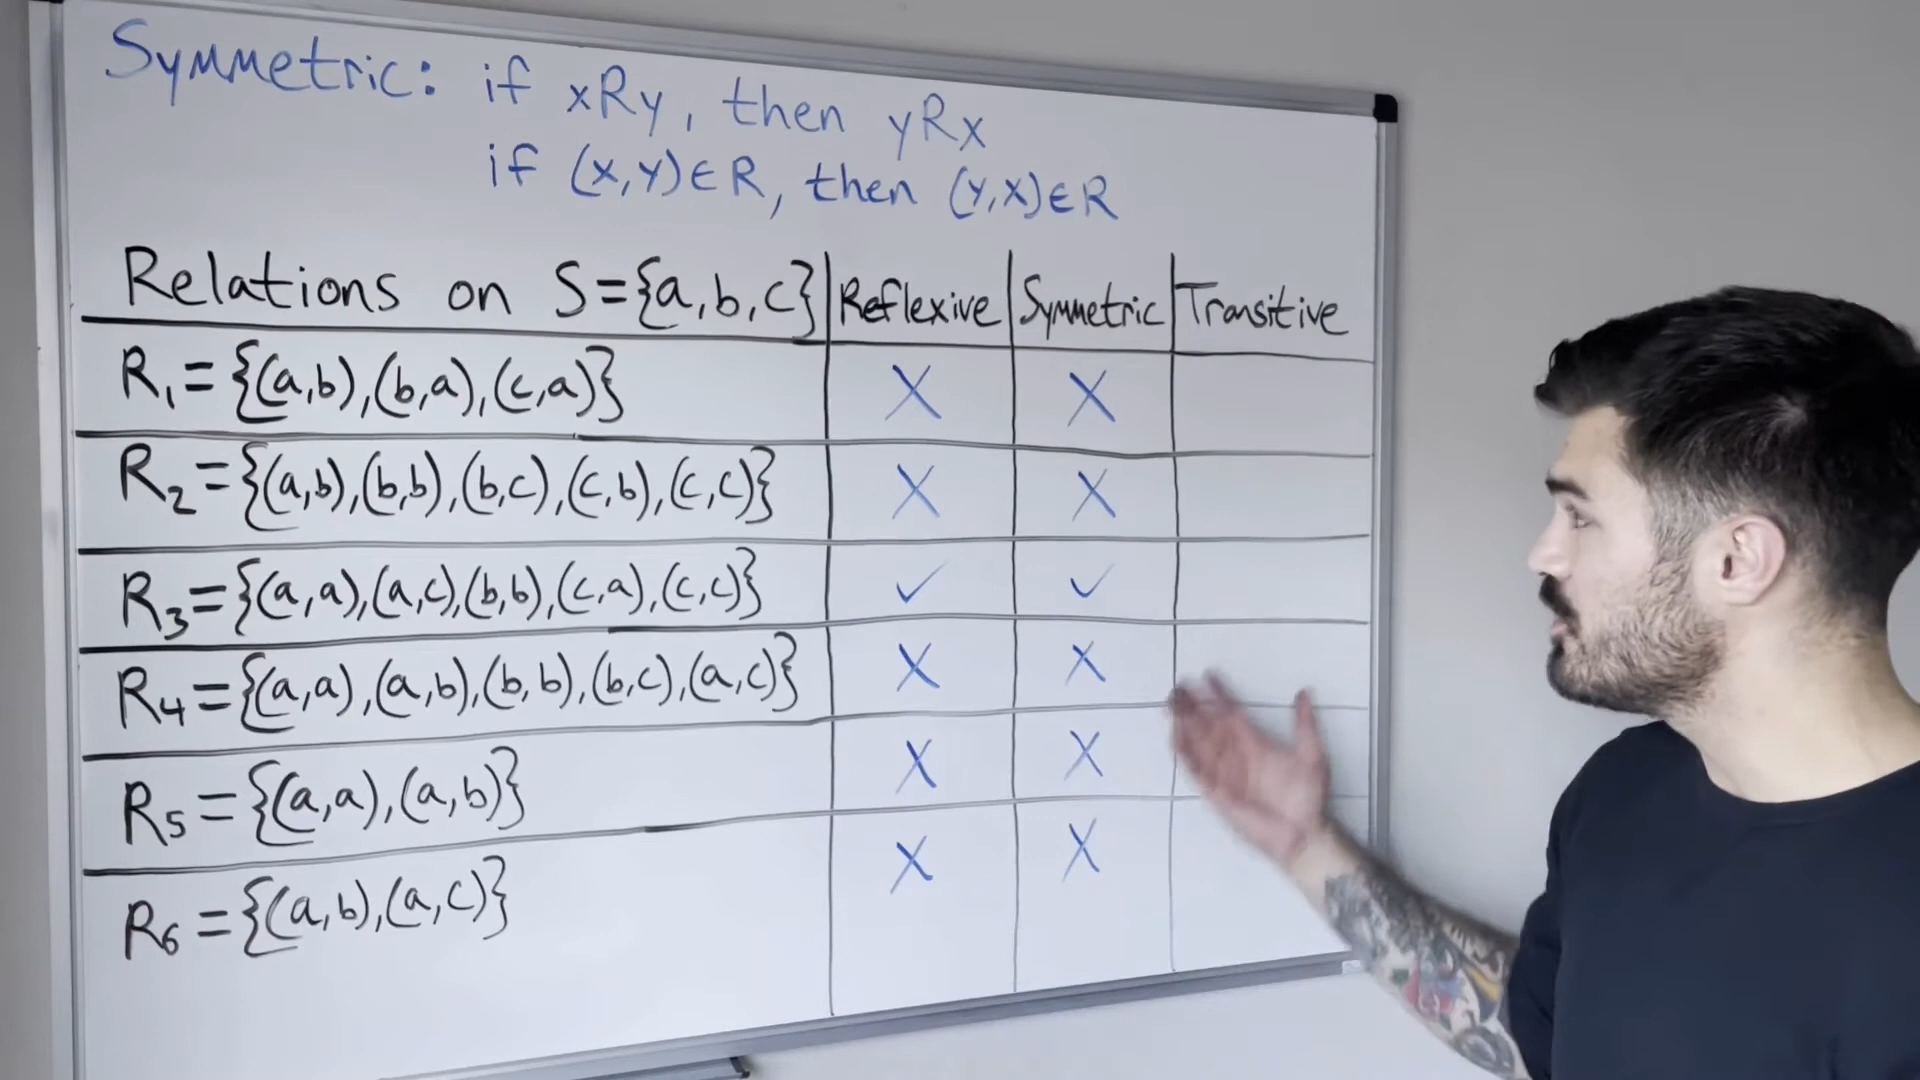 Symmetric: if xRy, then yRx
if (x,y)∈R, then (y,x)∈R
Relations on S={a,b,c} Reflexive Symmetric Transitive
R₁={(a,b),(b,a),(c,a)} X X
R₂={(a,b),(b,b),(b,c),(c,b),(c,c)} X X
R₃={(a,a),(a,c),(b,b),(c,a),(c,c)} ✓ ✓
R₄={(a,a),(a,b),(b,b),(b,c),(a,c)} X X
R₅={(a,a),(a,b)} X X
R₆={(a,b),(a,c)} X X